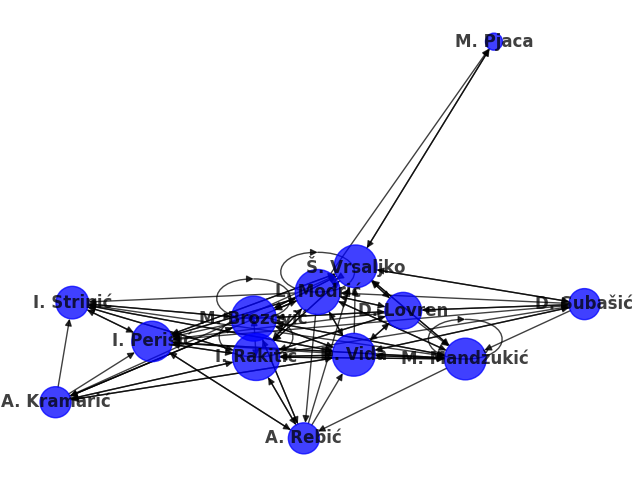 M. Pjaca
Š. Vrsaljko
L. Modrić
I. Strinić
M. Brozović
D. Lovren
D. Subašić
I. Perišić
I. Rakitić
D. Vida
M. Mandžukić
A. Kramarić
A. Rebić